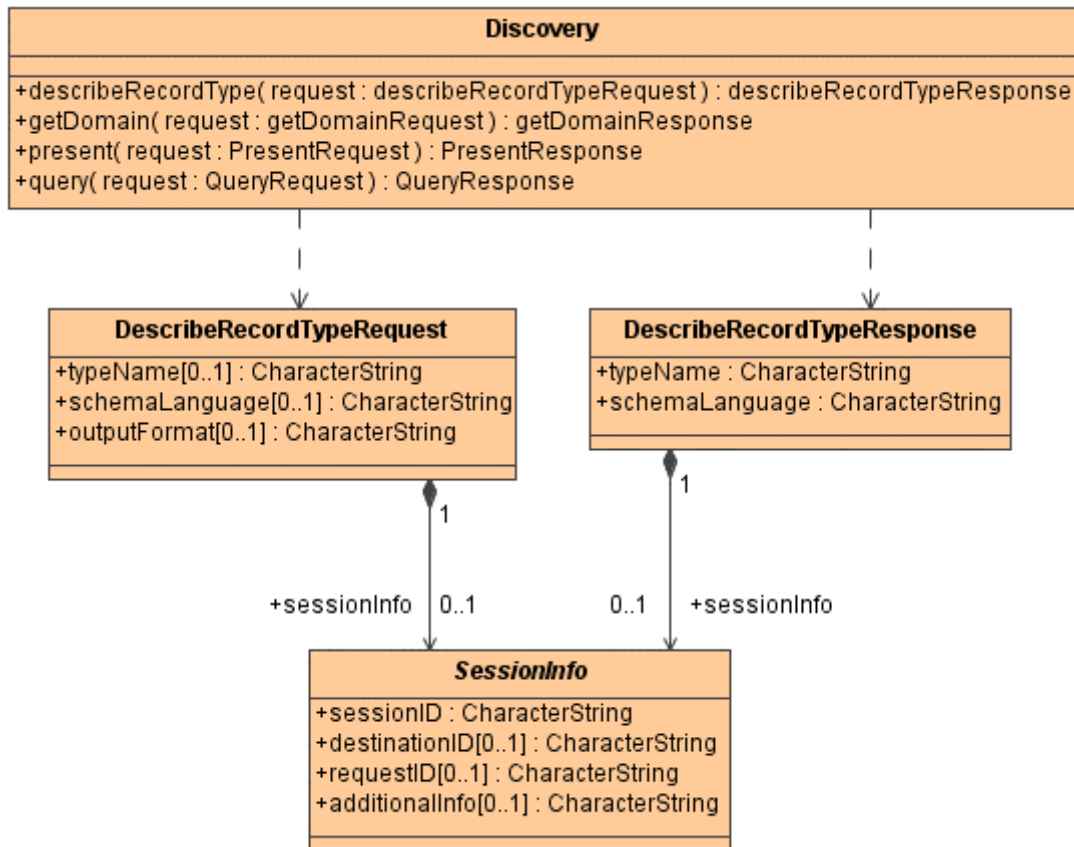 Discovery
+describeRecordType( request : describeRecordTypeRequest ) : describeRecordTypeResponse
+getDomain( request : getDomainRequest ) : getDomainResponse
+present( request : PresentRequest ) : PresentResponse
+query( request : QueryRequest ) : QueryResponse
DescribeRecordTypeRequest
+typeName[0..1] : CharacterString
+schemaLanguage[0..1] : CharacterString
+outputFormat[0..1] : CharacterString
DescribeRecordTypeResponse
+typeName : CharacterString
+schemaLanguage : CharacterString
1
1
+sessionInfo 0..1
0..1 +sessionInfo
SessionInfo
+sessionID : CharacterString
+destinationID[0..1] : CharacterString
+requestID[0..1] : CharacterString
+additionalInfo[0..1] : CharacterString